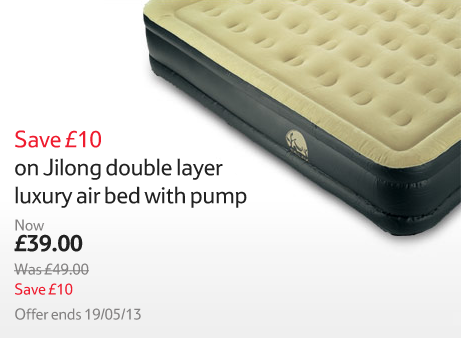 Save £10
on Jilong double layer
luxury air bed with pump
Now
£39.00
Was £49.00
Save £10
Offer ends 19/05/13